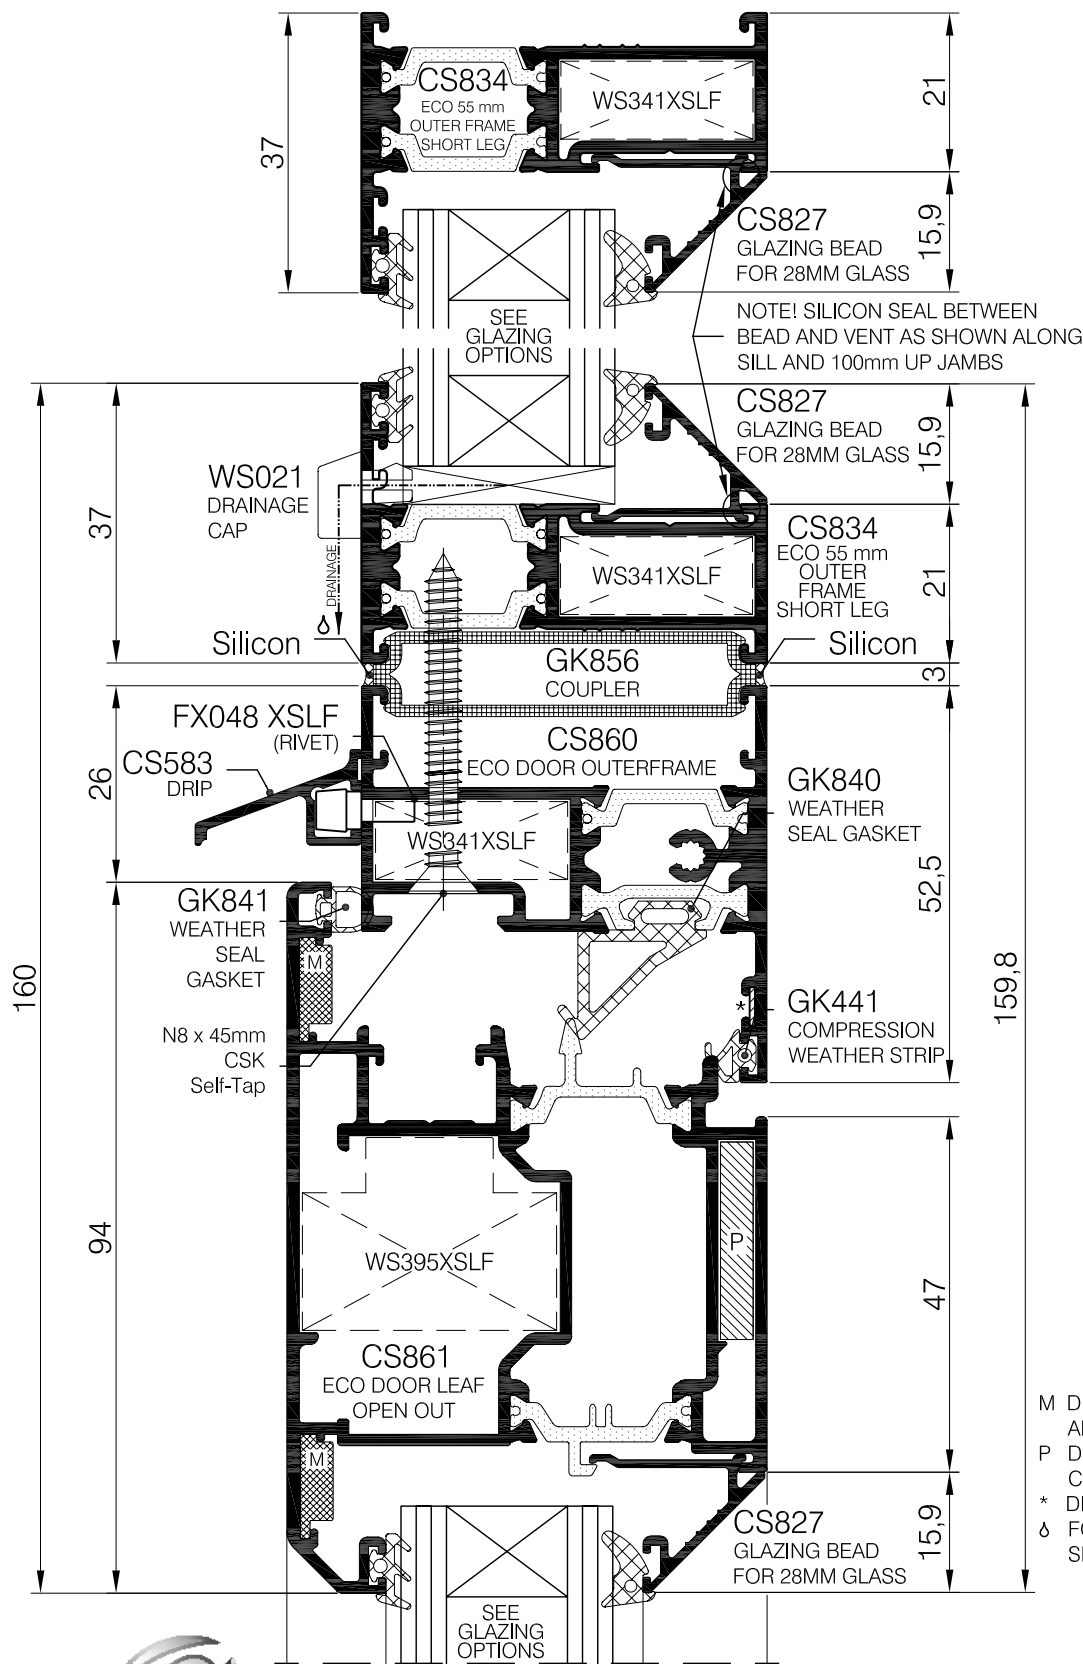 CS834
ECO 55 mm
OUTER FRAME
SHORT LEG
WS341XSLF
21
37
15,9
CS827
GLAZING BEAD
FOR 28MM GLASS
SEE
GLAZING
OPTIONS
NOTE! SILICON SEAL BETWEEN
BEAD AND VENT AS SHOWN ALONG
SILL AND 100mm UP JAMBS
CS827
GLAZING BEAD
FOR 28MM GLASS
15,9
WS021
DRAINAGE
CAP
37
DRAINAGE
CS834
ECO 55 mm
OUTER
FRAME
SHORT LEG
WS341XSLF
21
Silicon
Silicon
GK856
COUPLER
3
FX048 XSLF
(RIVET)
CS583
DRIP
CS860
ECO DOOR OUTERFRAME
26
GK840
WEATHER
SEAL GASKET
WS341XSLF
52,5
GK841
WEATHER
SEAL
GASKET
M
160
159,8
*
GK441
COMPRESSION
WEATHER STRIP
N8 x 45mm
CSK
Self-Tap
94
P
WS395XSLF
47
CS861
ECO DOOR LEAF
OPEN OUT
M
M D
P D
C
*
SI
CS827
GLAZING BEAD
FOR 28MM GLASS
15,9
SEE
GLAZING
OPTIONS